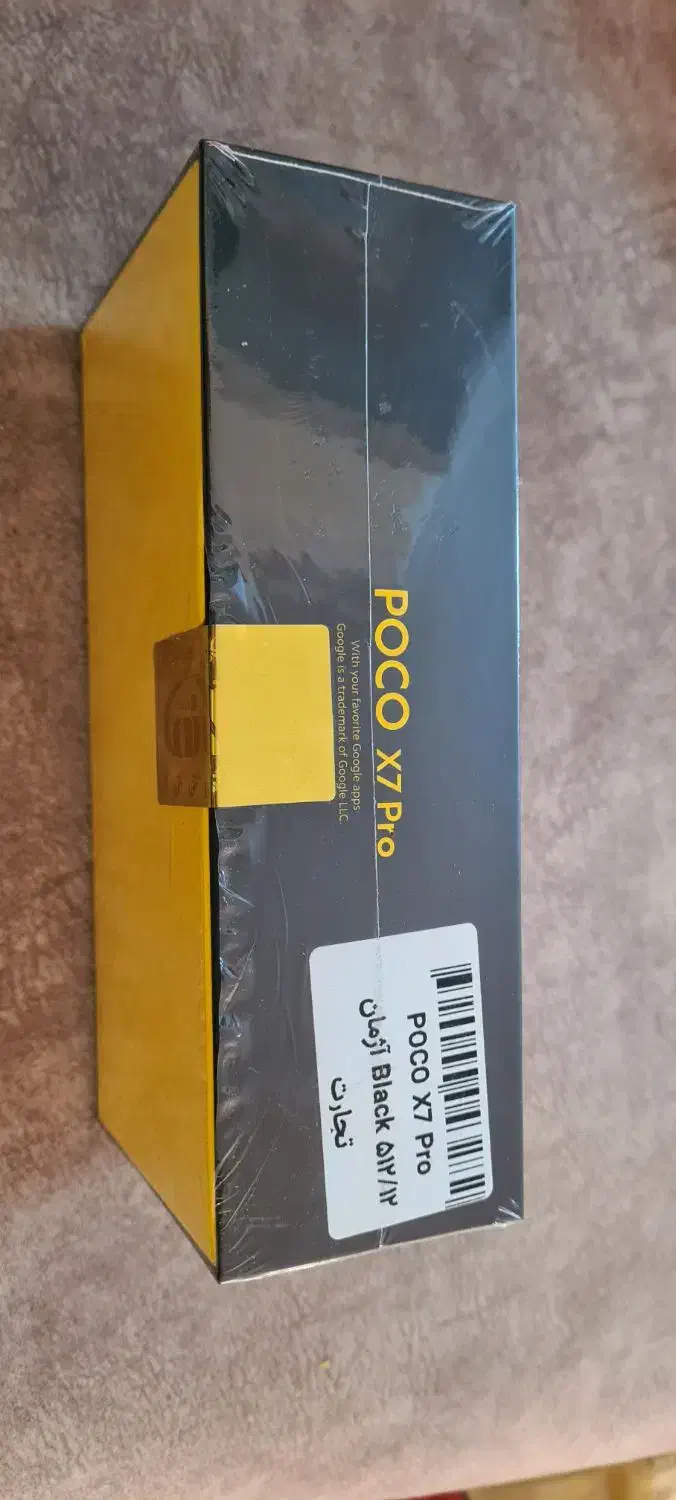 POCO X7 Pro
With your favorite Google apps
Google is a trademark of Google LLC.
POCO X7 Pro
آژمان Black ۵۱۲/۱۲
تجارت